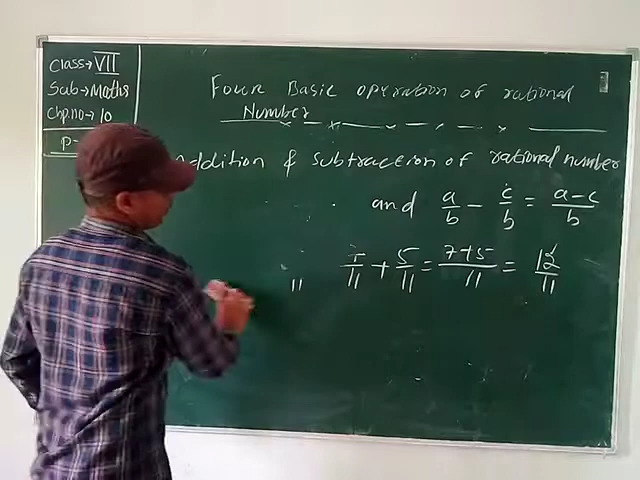 Class→ VII
Sub→ Maths
Chp.no→ 10
P-
Four Basic operation of rational
Number
Addition & subtraction of rational number
and a/b - c/b = a-c/b
11 7/11 + 5/11 = 7+5/11 = 12/11